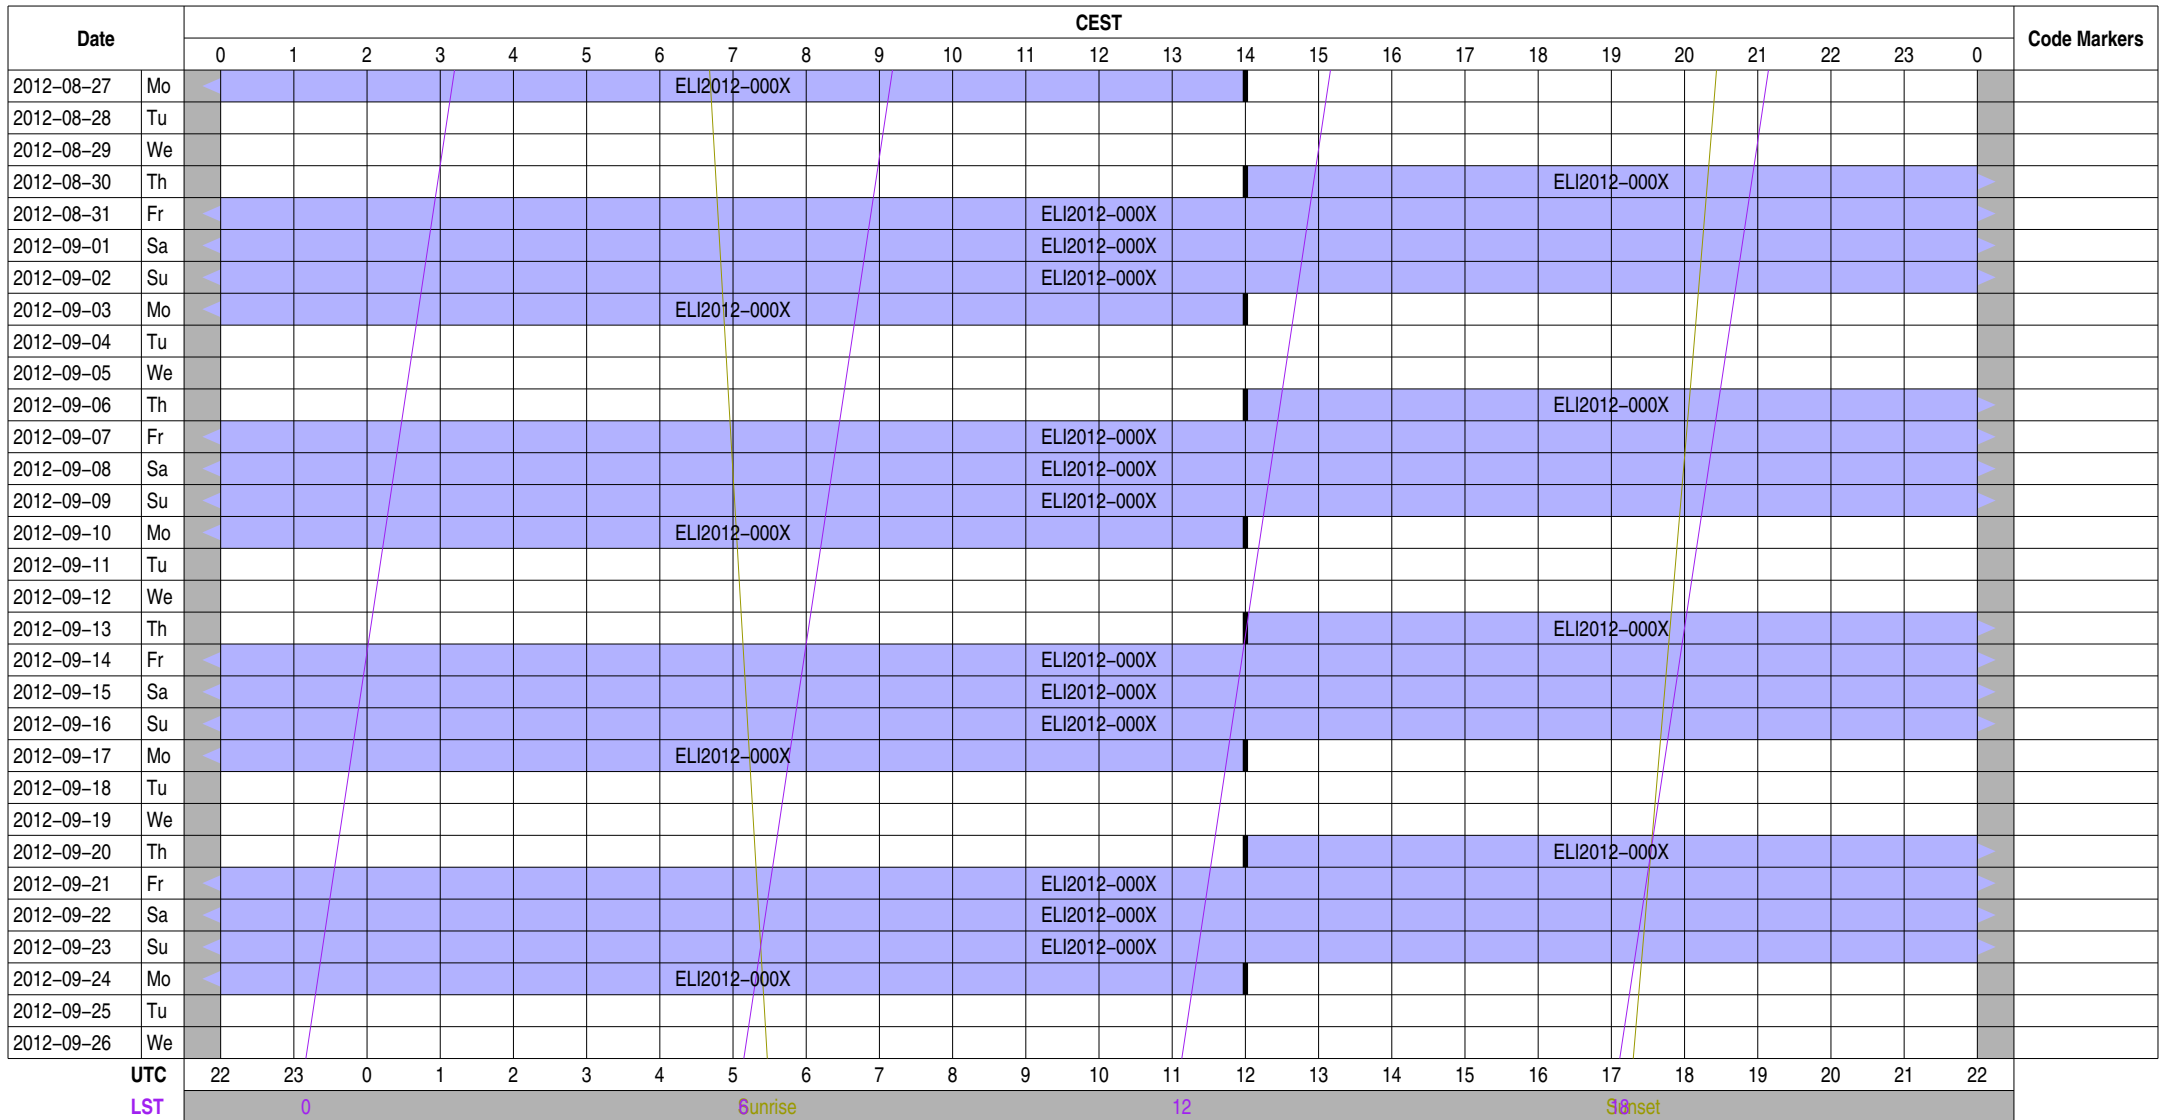 Date CEST Code Markers
0 1 2 3 4 5 6 7 8 9 10 11 12 13 14 15 16 17 18 19 20 21 22 23 0
2012-08-27 Mo ELI2012-000X
2012-08-28 Tu
2012-08-29 We
2012-08-30 Th ELI2012-000X
2012-08-31 Fr ELI2012-000X
2012-09-01 Sa ELI2012-000X
2012-09-02 Su ELI2012-000X
2012-09-03 Mo ELI2012-000X
2012-09-04 Tu
2012-09-05 We
2012-09-06 Th ELI2012-000X
2012-09-07 Fr ELI2012-000X
2012-09-08 Sa ELI2012-000X
2012-09-09 Su ELI2012-000X
2012-09-10 Mo ELI2012-000X
2012-09-11 Tu
2012-09-12 We
2012-09-13 Th ELI2012-000X
2012-09-14 Fr ELI2012-000X
2012-09-15 Sa ELI2012-000X
2012-09-16 Su ELI2012-000X
2012-09-17 Mo ELI2012-000X
2012-09-18 Tu
2012-09-19 We
2012-09-20 Th ELI2012-000X
2012-09-21 Fr ELI2012-000X
2012-09-22 Sa ELI2012-000X
2012-09-23 Su ELI2012-000X
2012-09-24 Mo ELI2012-000X
2012-09-25 Tu
2012-09-26 We
UTC 22 23 0 1 2 3 4 5 6 7 8 9 10 11 12 13 14 15 16 17 18 19 20 21 22
LST 0 6 Sunrise 12 18 Sunset